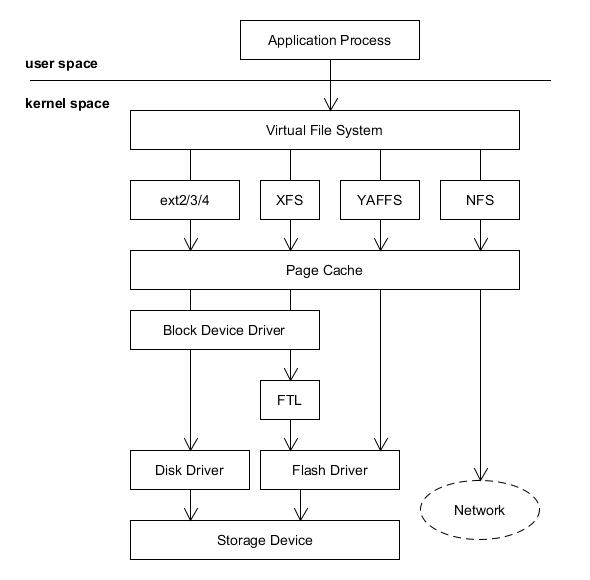 Application Process
user space
kernel space
Virtual File System
ext2/3/4
XFS
YAFFS
NFS
Page Cache
Block Device Driver
FTL
Disk Driver
Flash Driver
Network
Storage Device